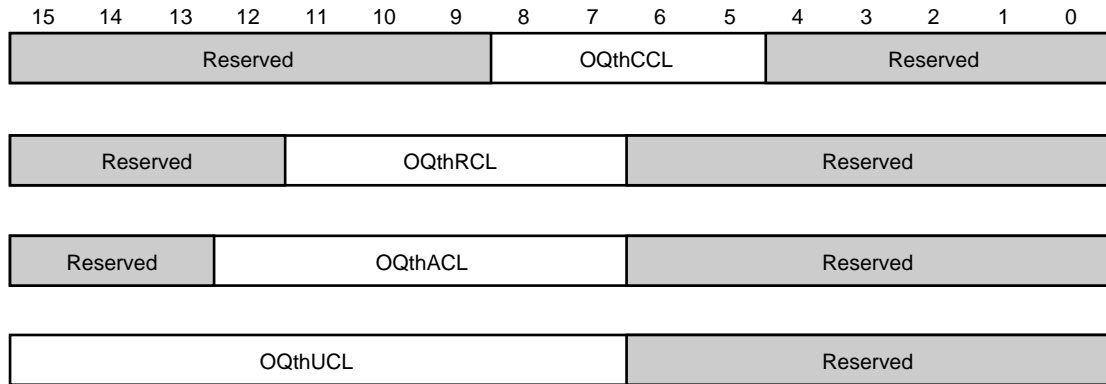 15 14 13 12 11 10 9 8 7 6 5 4 3 2 1 0
Reserved OQthCCL Reserved
Reserved OQthRCL Reserved
Reserved OQthACL Reserved
OQthUCL Reserved